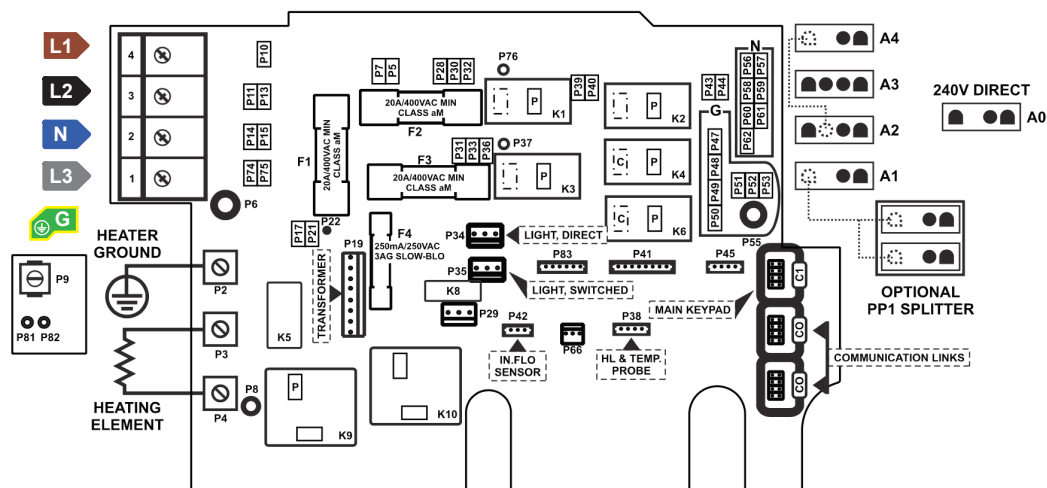 L1
L2
N
L3
G
HEATER
GROUND
P9
P81 P82
HEATING
ELEMENT
4
3
2
1
P10
P11
P13
P14
P15
P74
P75
P6
P2
P3
P4
P8
P17
P21
P22
F1
20A/400VAC MIN
CLASS aM
P7
P5
P28
P30
P32
20A/400VAC MIN
CLASS aM
F2
F3
20A/400VAC MIN
CLASS aM
P31
P33
P36
P76
P
K1
P37
P
K3
P39
P40
P
K2
C
P
K4
C
P
K6
P43
P44
N
P56
P57
P58
P59
P60
P61
P62
G
P47
P48
P49
P50
P51
P52
P53
F4
250mA/250VAC
3AG SLOW-BLO
P19
TRANSFORMER
P34
LIGHT, DIRECT
P35
LIGHT, SWITCHED
K8
P29
P83
P41
P45
P55
MAIN KEYPAD
P42
IN.FLO
SENSOR
P66
P38
HL & TEMP.
PROBE
K5
P
K9
K10
C1
CO
CO
COMMUNICATION LINKS
A4
A3
A2
A1
240V DIRECT
A0
OPTIONAL
PP1 SPLITTER